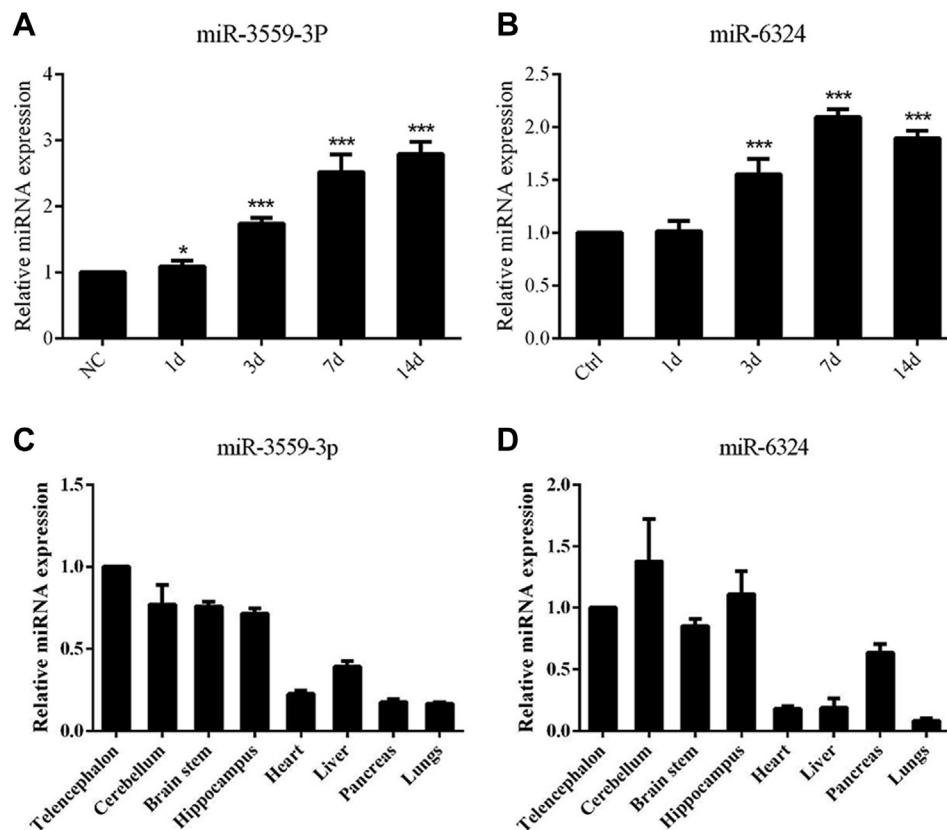 A
miR-3559-3P
Relative miRNA expression
4
3
2
1
0
*
***
***
***
NC
1d
3d
7d
14d
B
miR-6324
Relative miRNA expression
2.5
2.0
1.5
1.0
0.5
0.0
***
***
***
Ctrl
1d
3d
7d
14d
C
miR-3559-3p
Relative miRNA expression
1.5
1.0
0.5
0.0
Telencephalon
Cerebellum
Brain stem
Hippocampus
Heart
Liver
Pancreas
Lungs
D
miR-6324
Relative miRNA expression
2.0
1.5
1.0
0.5
0.0
Telencephalon
Cerebellum
Brain stem
Hippocampus
Heart
Liver
Pancreas
Lungs